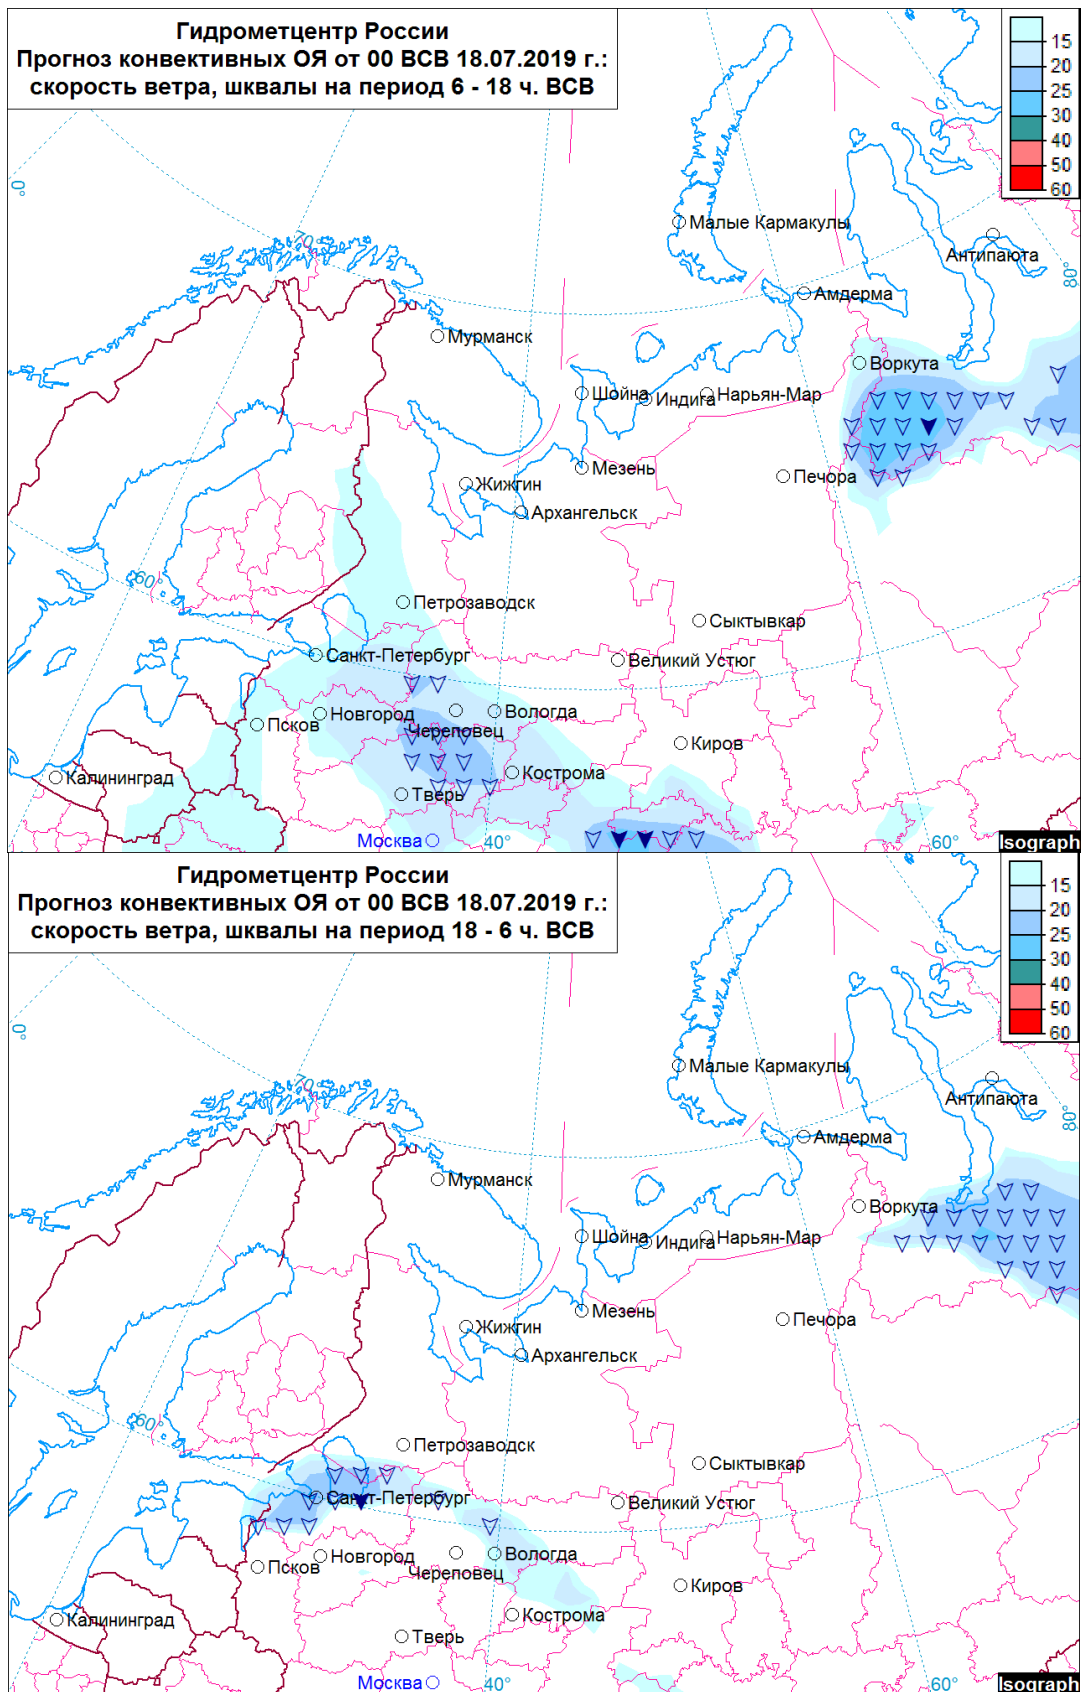 Гидрометцентр России
Прогноз конвективных ОЯ от 00 ВСВ 18.07.2019 г.:
скорость ветра, шквалы на период 6 - 18 ч. ВСВ
15
20
25
30
40
50
60
0°
70°
80°
Малые Кармакулы
Антипаюта
Амдерма
Мурманск
Воркута
Шойна
Индига
Нарьян-Мар
Мезень
Жижгин
Печора
Архангельск
60°
Петрозаводск
Сыктывкар
Санкт-Петербург
Великий Устюг
Псков
Новгород
Вологда
Череповец
Киров
Калининград
Кострома
Тверь
Москва
40°
60°
Isograph
Гидрометцентр России
Прогноз конвективных ОЯ от 00 ВСВ 18.07.2019 г.:
скорость ветра, шквалы на период 18 - 6 ч. ВСВ
15
20
25
30
40
50
60
0°
70°
80°
Малые Кармакулы
Антипаюта
Амдерма
Мурманск
Воркута
Шойна
Индига
Нарьян-Мар
Мезень
Жижгин
Печора
Архангельск
60°
Петрозаводск
Сыктывкар
Санкт-Петербург
Великий Устюг
Псков
Новгород
Вологда
Череповец
Киров
Калининград
Кострома
Тверь
Москва
40°
60°
Isograph